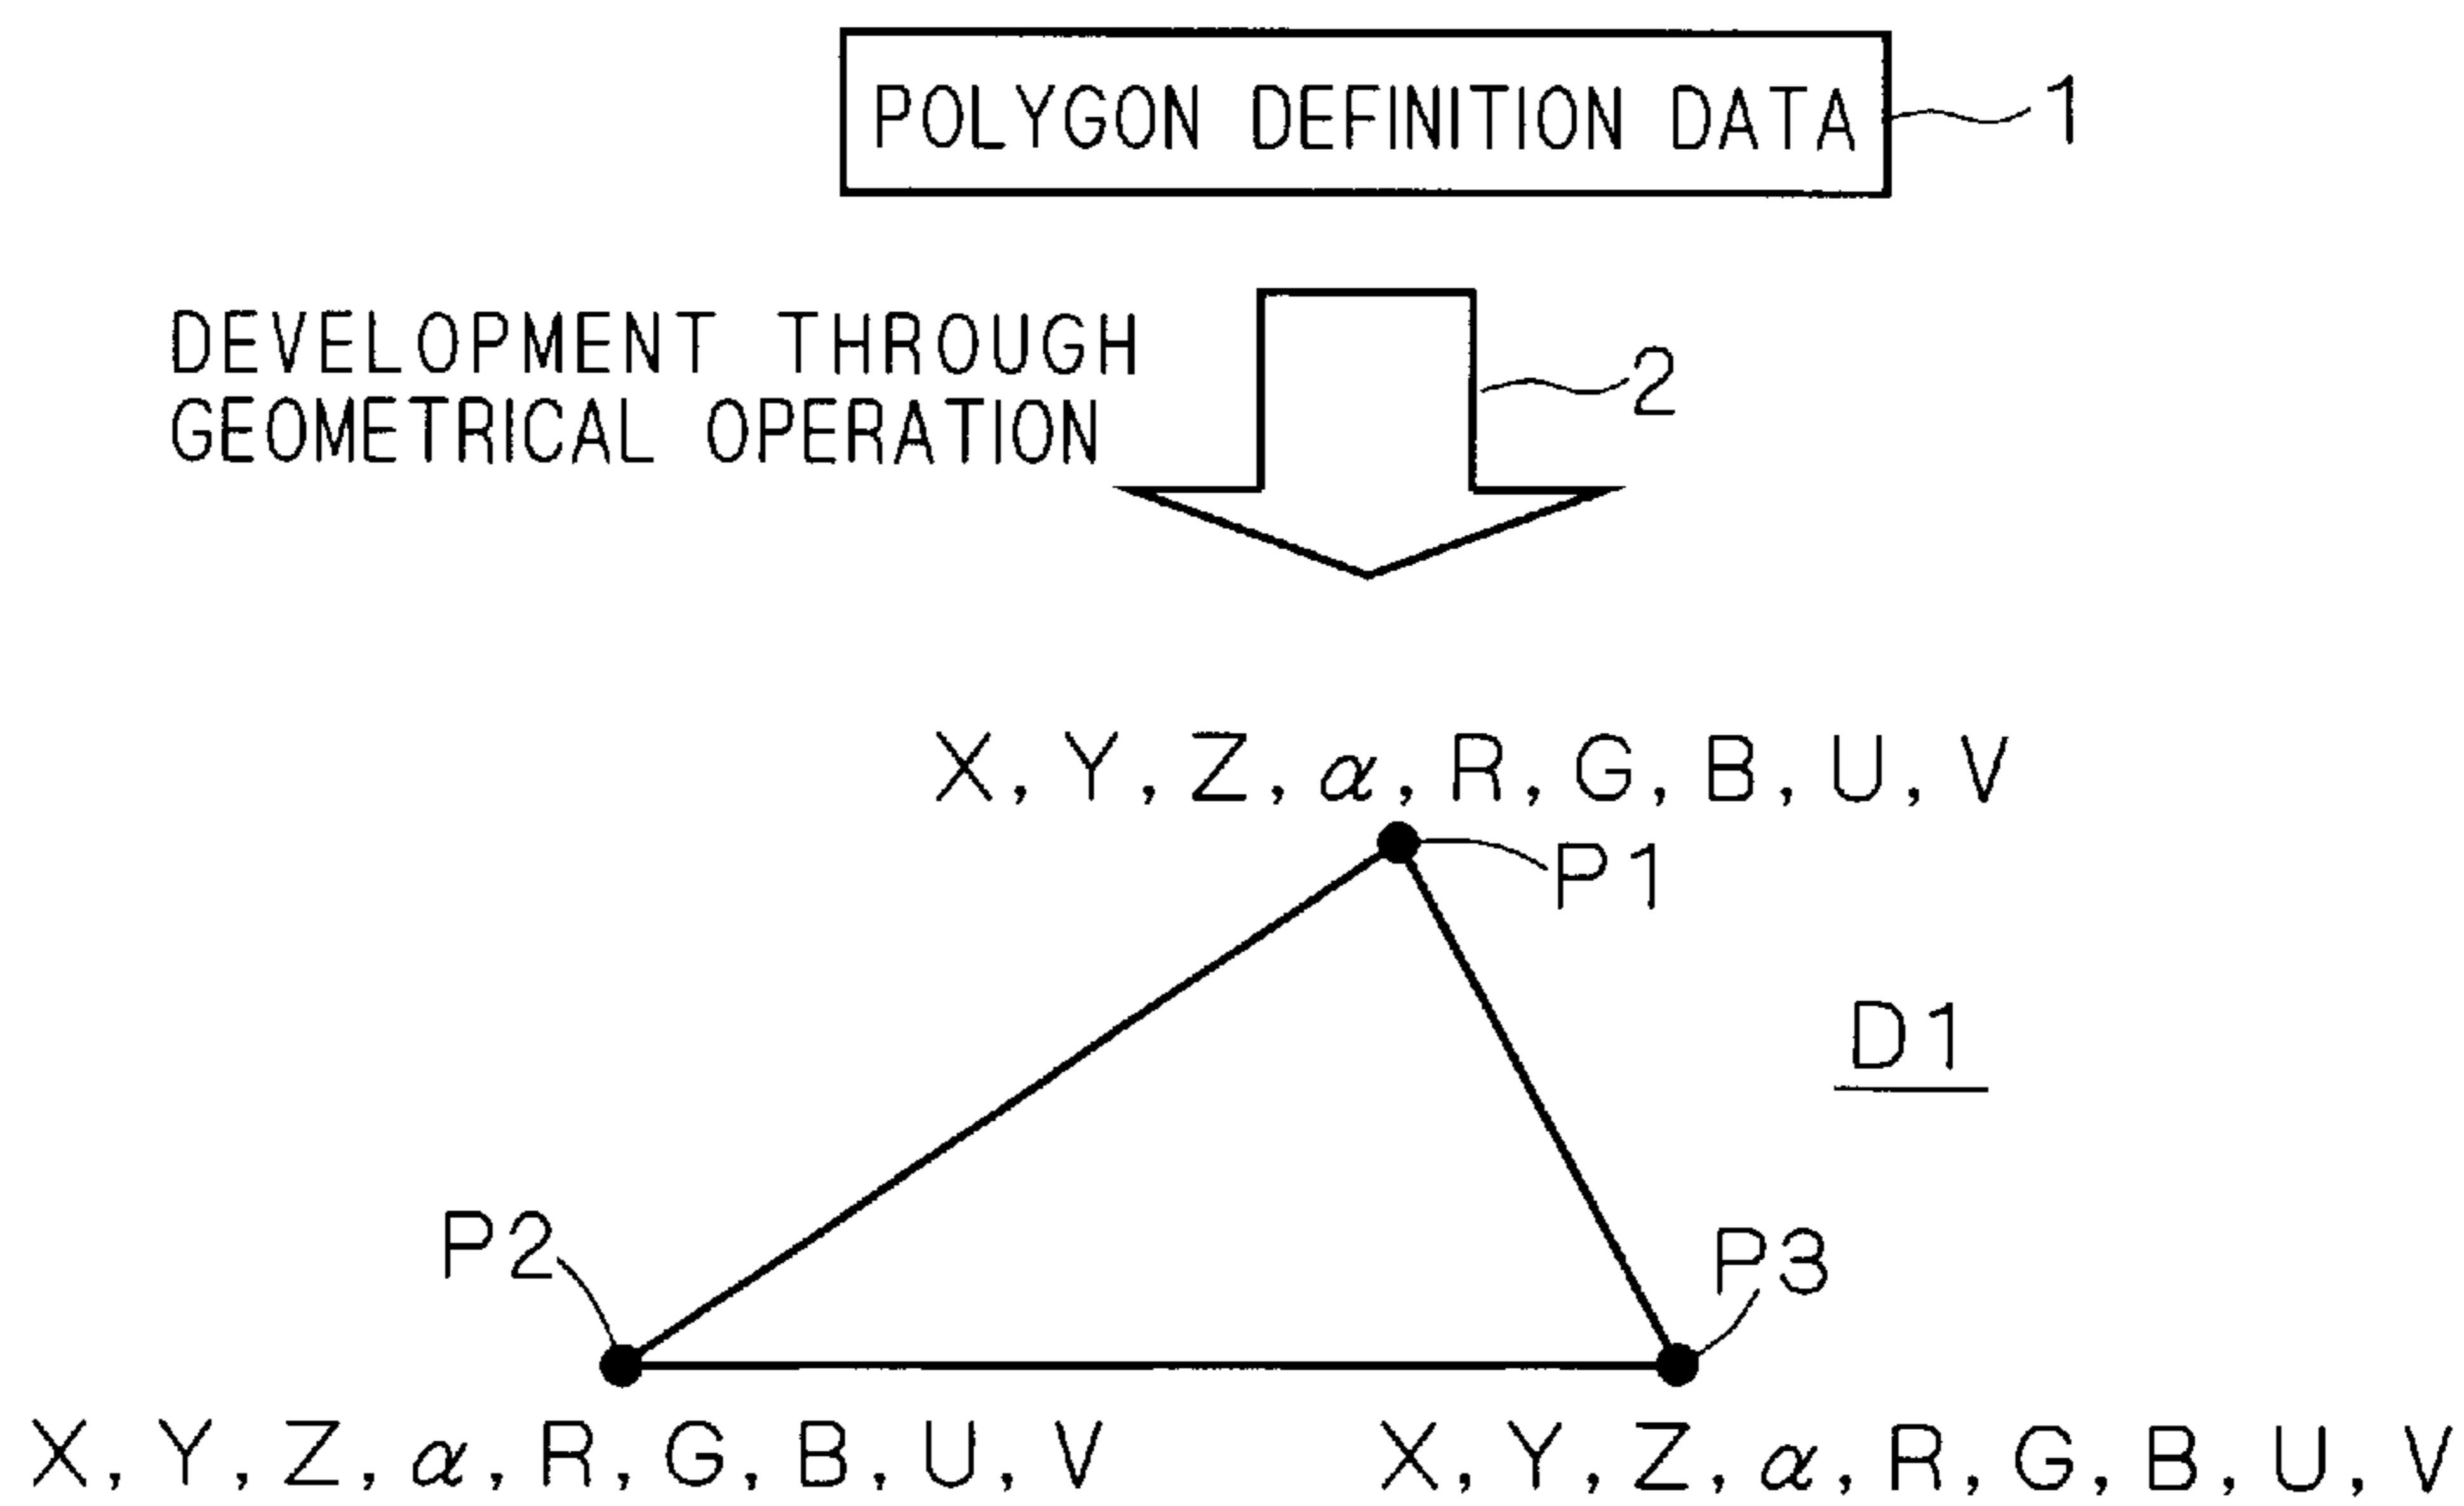 POLYGON DEFINITION DATA
1
DEVELOPMENT THROUGH
GEOMETRICAL OPERATION
2
X, Y, Z, α, R, G, B, U, V
P1
D1
P2
P3
X, Y, Z, α, R, G, B, U, V
X, Y, Z, α, R, G, B, U, V